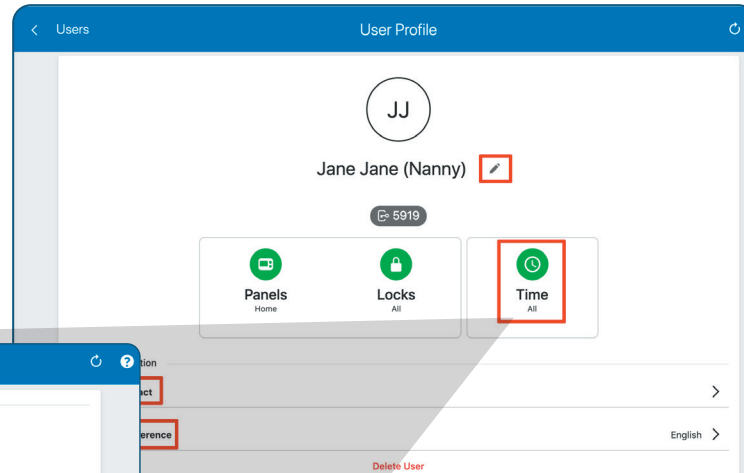 Users
User Profile
JJ
Jane Jane (Nanny)
5919
Panels
Home
Locks
All
Time
All
?
tion
act
erence
English
Delete User